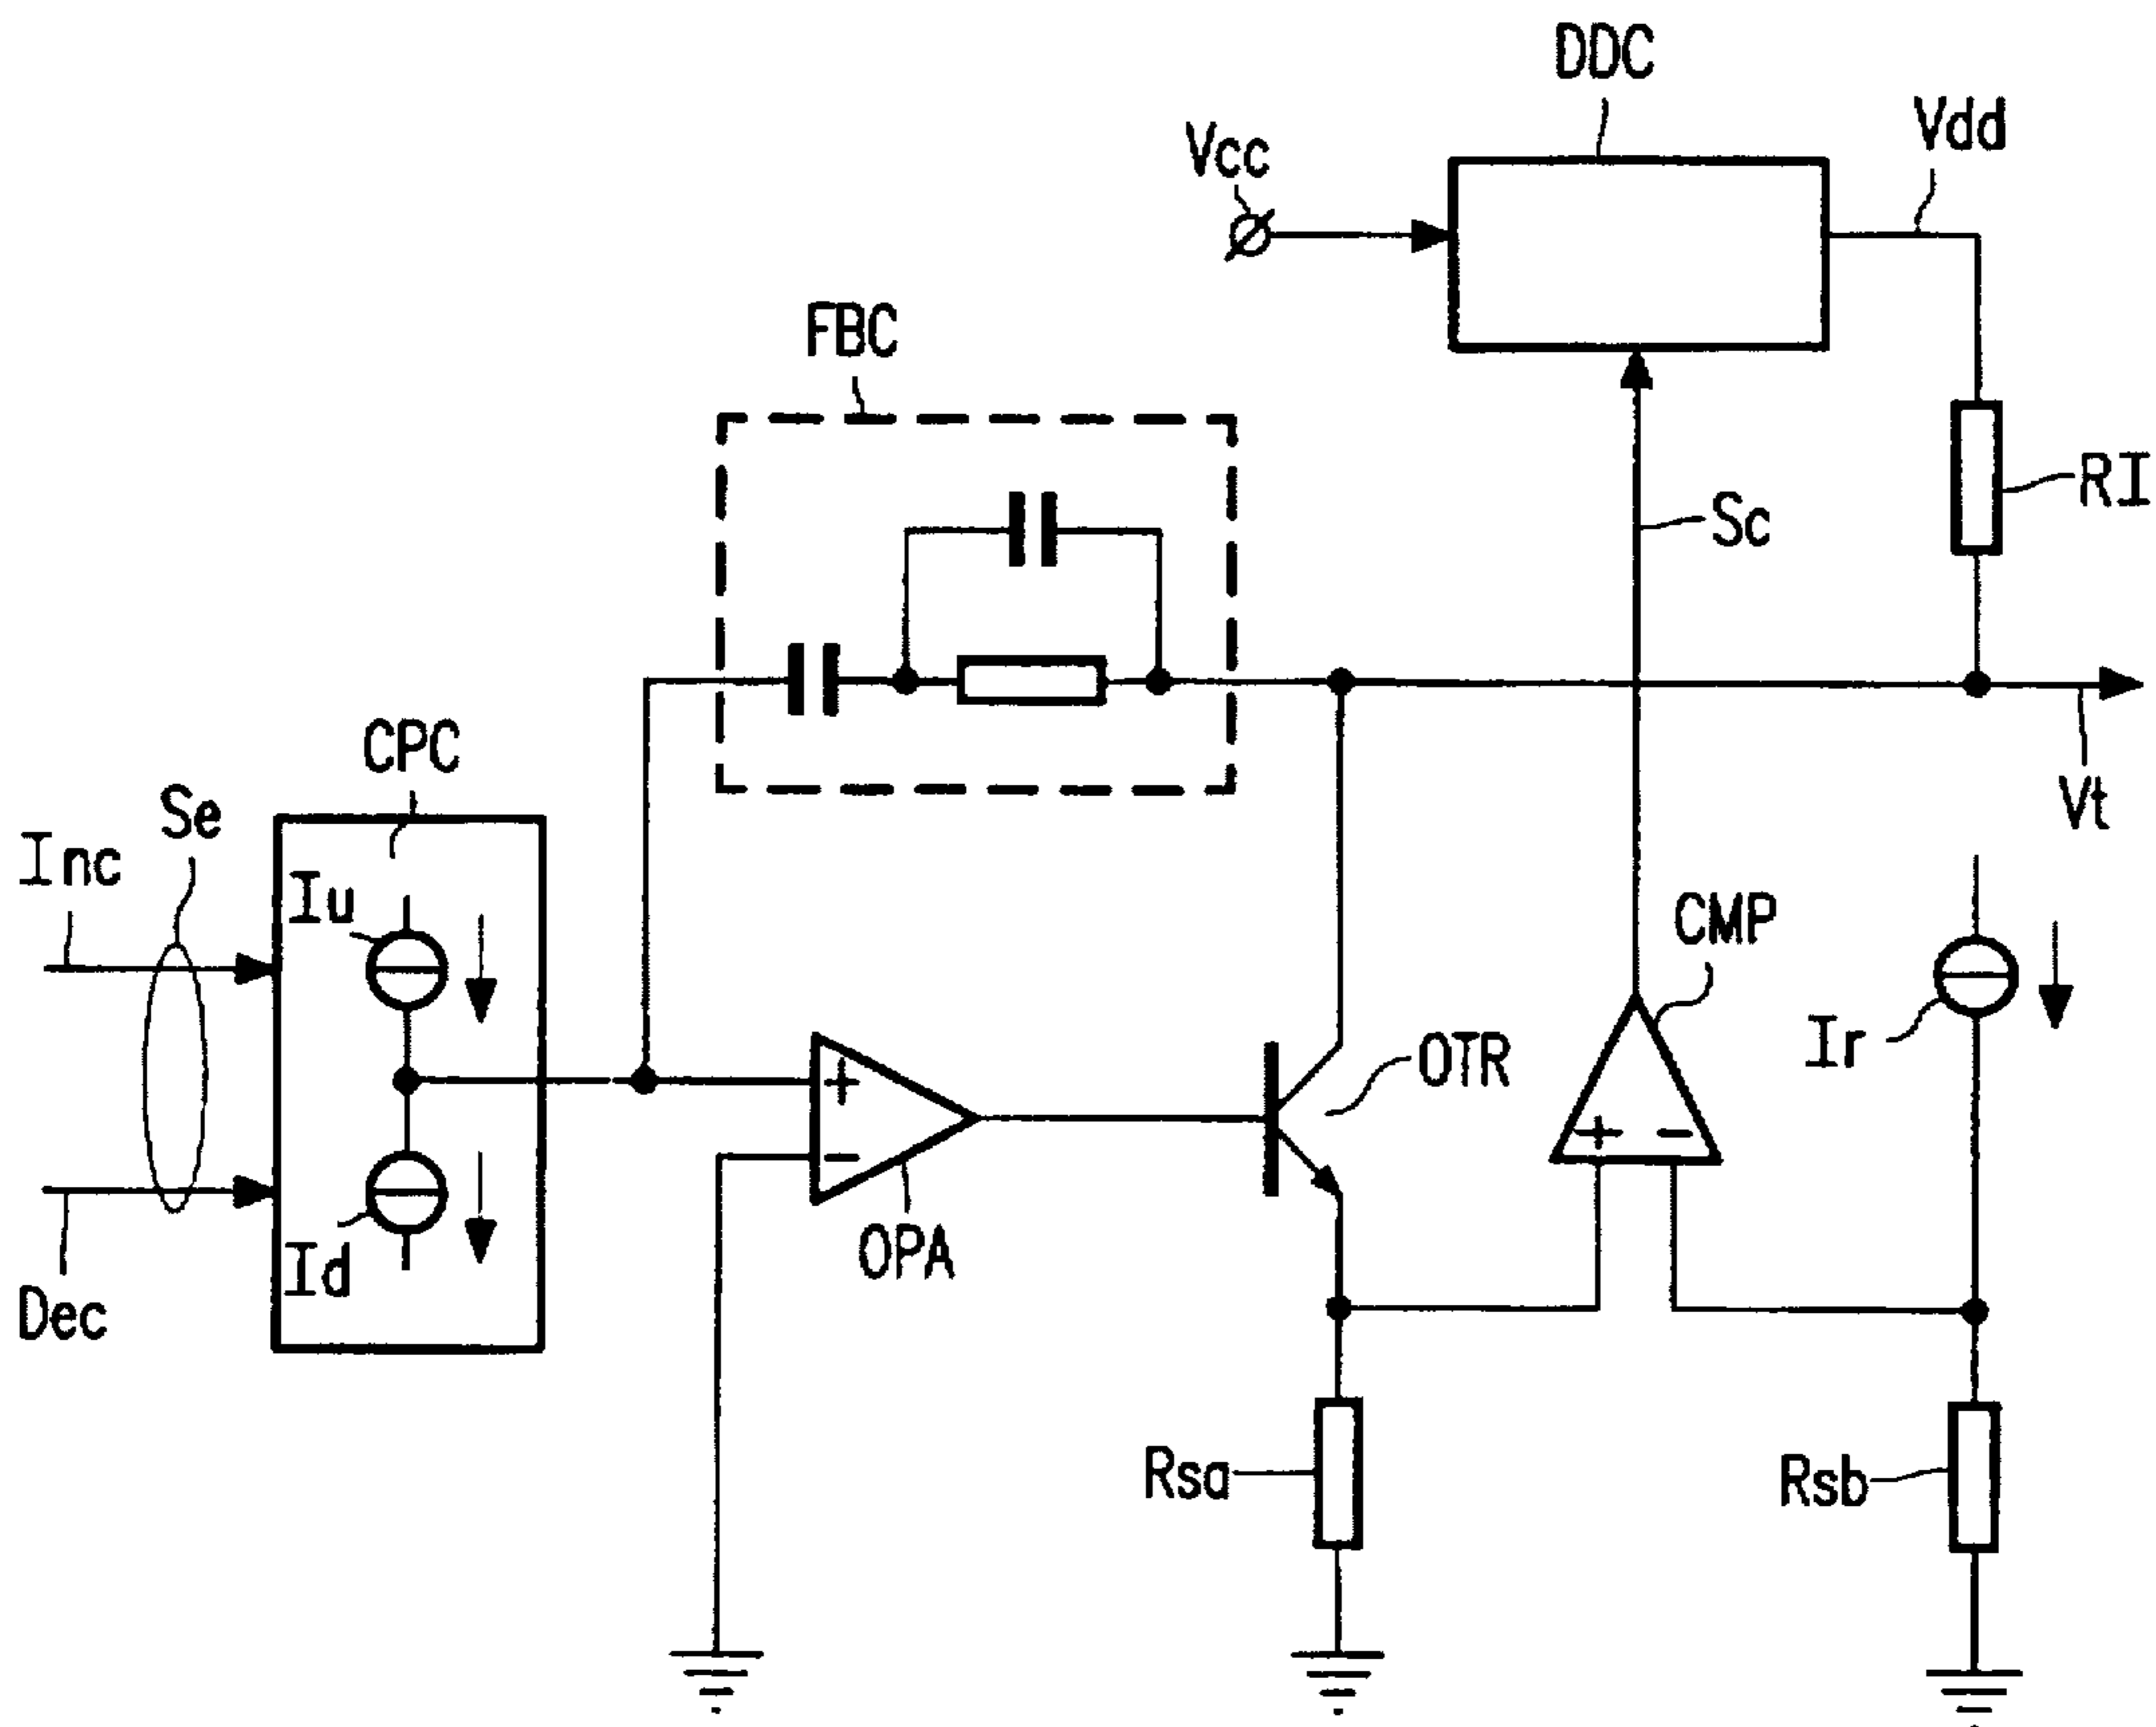 DDC
Vcc
Vdd
FBC
RI
Sc
CPC
Se
Inc
Vt
Iu
CMP
+
Ir
OTR
-
+ -
Id
OPA
Dec
Rsa
Rsb